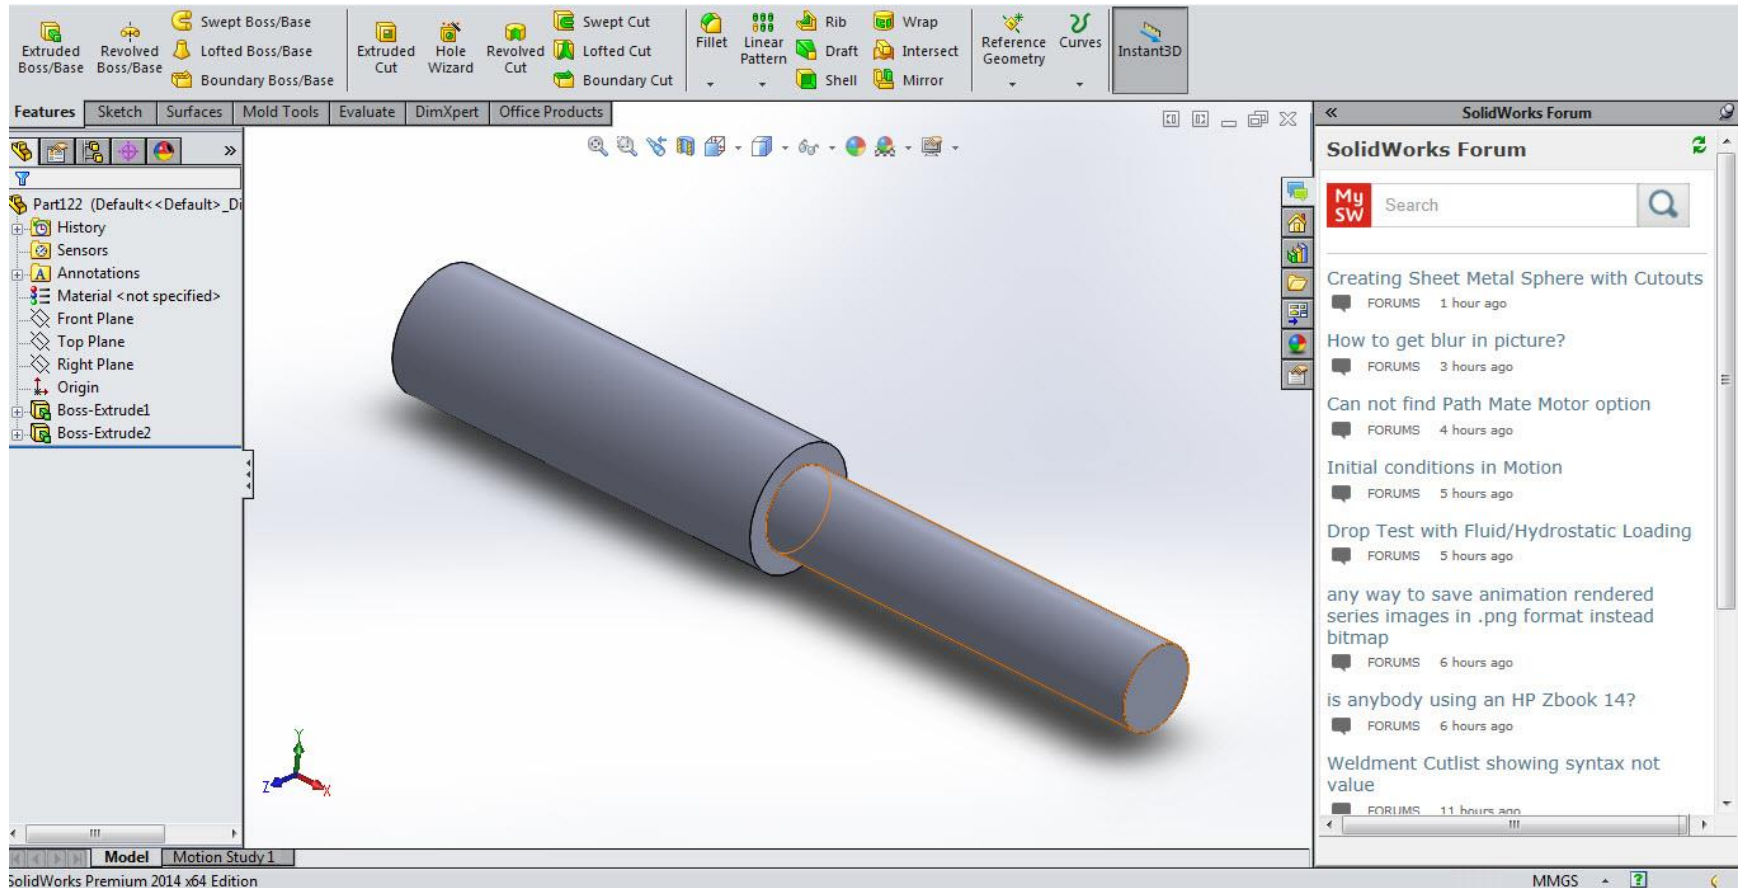 Extruded Boss/Base
Revolved Boss/Base
Swept Boss/Base
Lofted Boss/Base
Boundary Boss/Base
Extruded Cut
Hole Wizard
Revolved Cut
Swept Cut
Lofted Cut
Boundary Cut
Fillet
Linear Pattern
Rib
Draft
Shell
Wrap
Intersect
Mirror
Reference Geometry
Curves
Instant3D
Features
Sketch
Surfaces
Mold Tools
Evaluate
DimXpert
Office Products
Part122 (Default<<Default>_Di
History
Sensors
A Annotations
Material <not specified>
Front Plane
Top Plane
Right Plane
Origin
Boss-Extrude1
Boss-Extrude2
Y
Z
X
SolidWorks Forum
SolidWorks Forum
My SW
Search
Creating Sheet Metal Sphere with Cutouts
FORUMS 1 hour ago
How to get blur in picture?
FORUMS 3 hours ago
Can not find Path Mate Motor option
FORUMS 4 hours ago
Initial conditions in Motion
FORUMS 5 hours ago
Drop Test with Fluid/Hydrostatic Loading
FORUMS 5 hours ago
any way to save animation rendered
series images in .png format instead
bitmap
FORUMS 6 hours ago
is anybody using an HP Zbook 14?
FORUMS 6 hours ago
Weldment Cutlist showing syntax not
value
FORUMS 11 hours ago
Model
Motion Study 1
SolidWorks Premium 2014 x64 Edition
MMGS